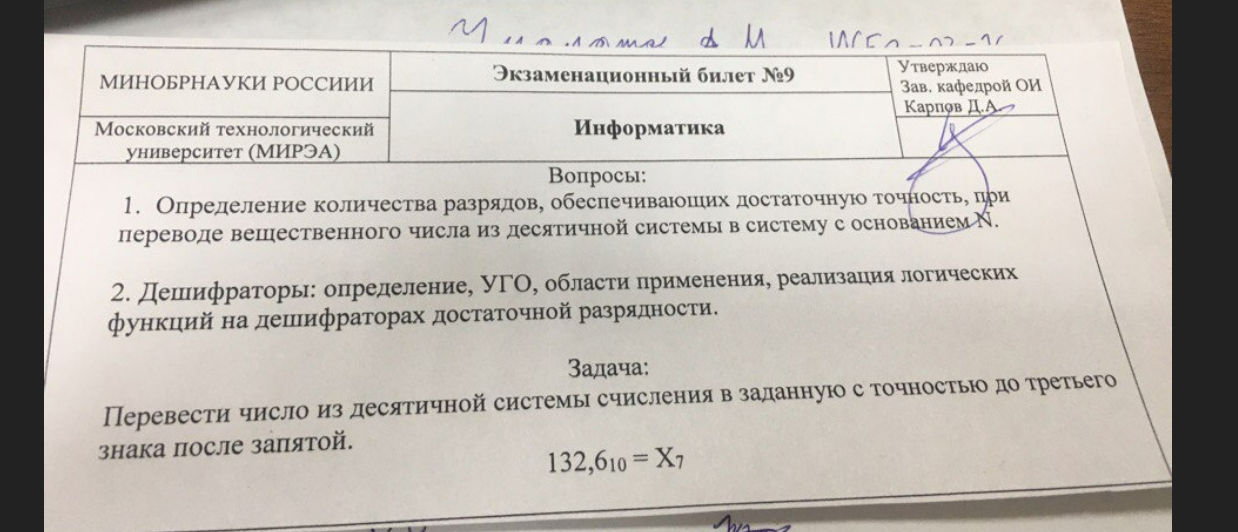 МИНОБРНАУКИ РОССИИИ
Экзаменационный билет №9
Утверждаю
Зав. кафедрой ОИ
Карпов Д.А.
Московский технологический
университет (МИРЭА)
Информатика
Вопросы:
1. Определение количества разрядов, обеспечивающих достаточную точность, при
переводе вещественного числа из десятичной системы в систему с основанием N.
2. Дешифраторы: определение, УГО, области применения, реализация логических
функций на дешифраторах достаточной разрядности.
Задача:
Перевести число из десятичной системы счисления в заданную с точностью до третьего
знака после запятой.
132,6₁₀ = X₇